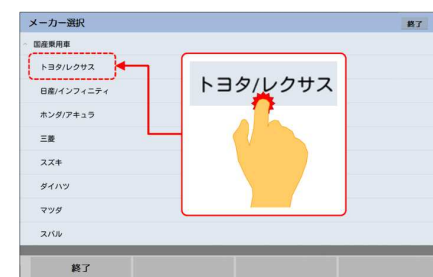 メーカー選択
終了
国産乗用車
トヨタ/レクサス
日産/インフィニティ
ホンダ/アキュラ
三菱
スズキ
ダイハツ
マツダ
スバル
トヨタ/レクサス
終了